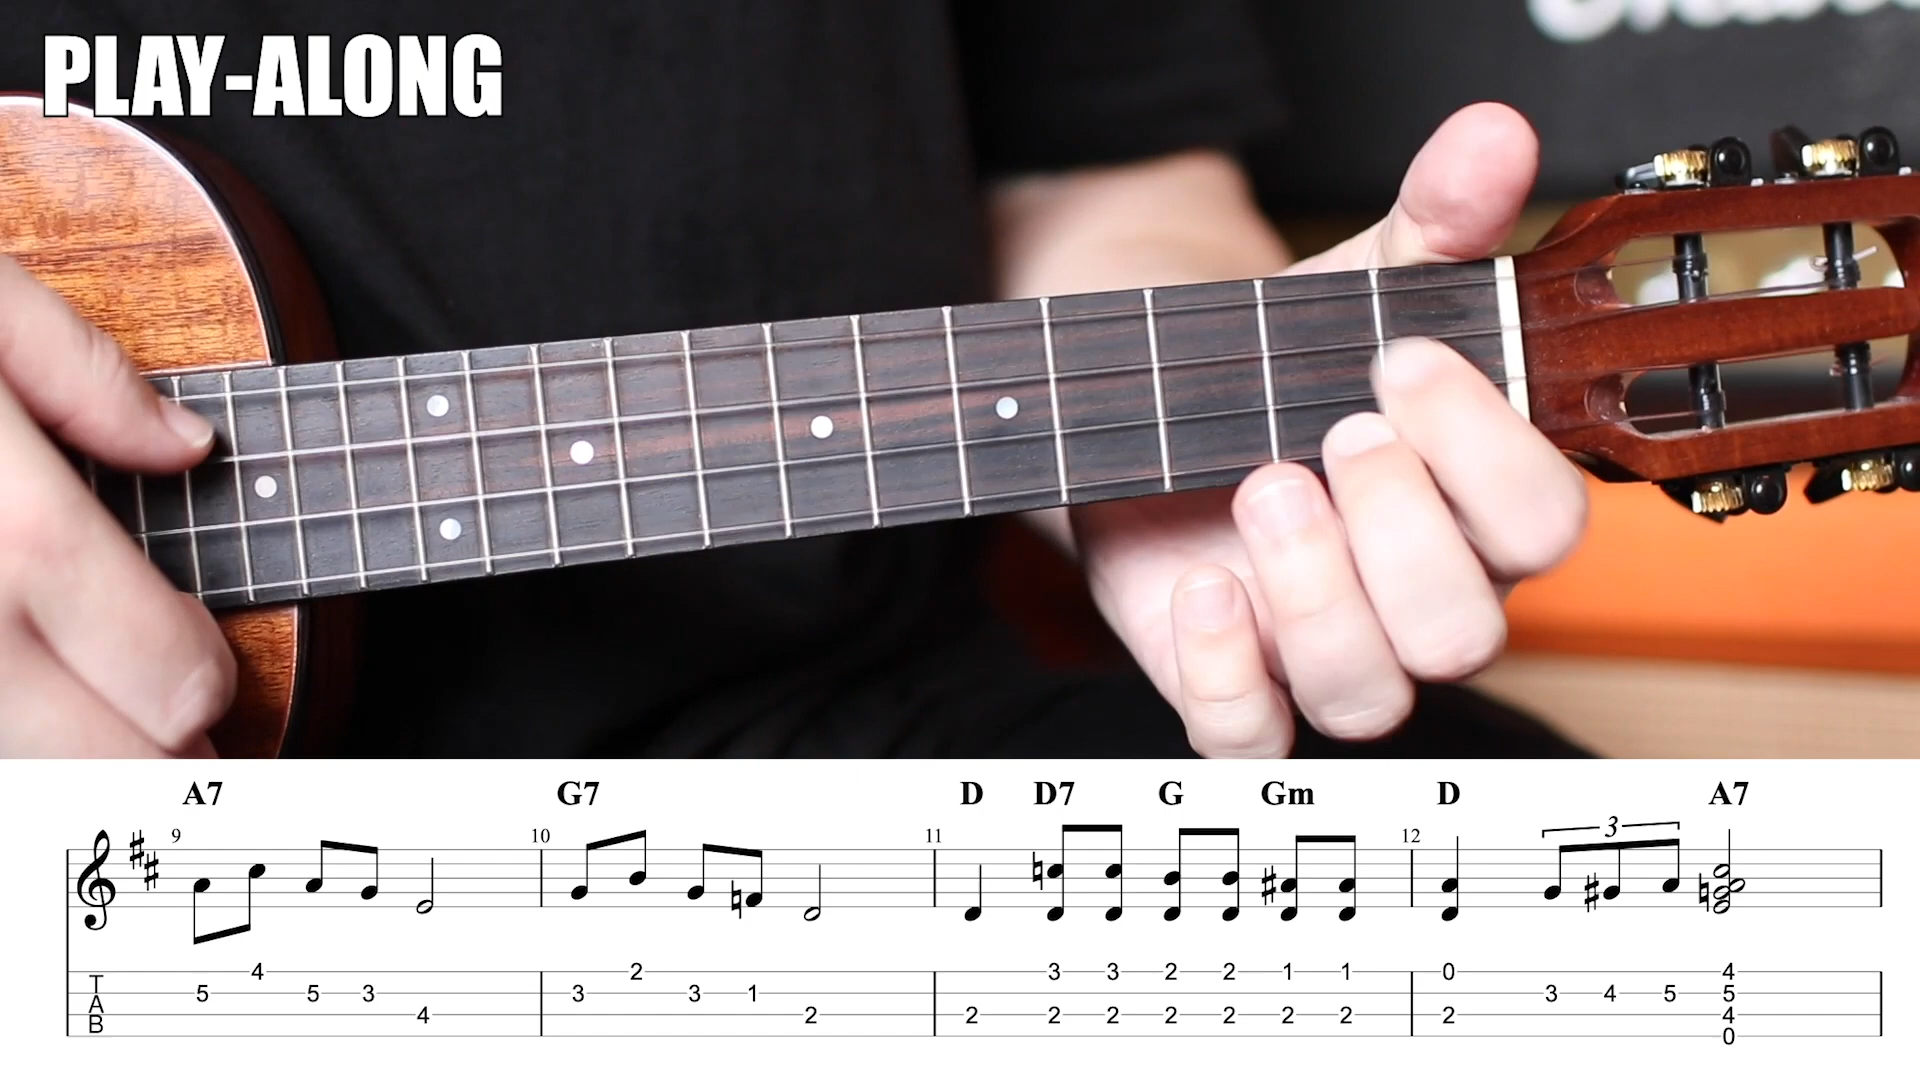 PLAY-ALONG
A7 G7 D D7 G Gm D A7
9 10 11 12 3
T 4 2 3 3 2 2 1 1 0 4
A 5 5 3 3 3 1 3 4 5 5
B 4 2 2 2 2 2 2 2 2 2 4
0